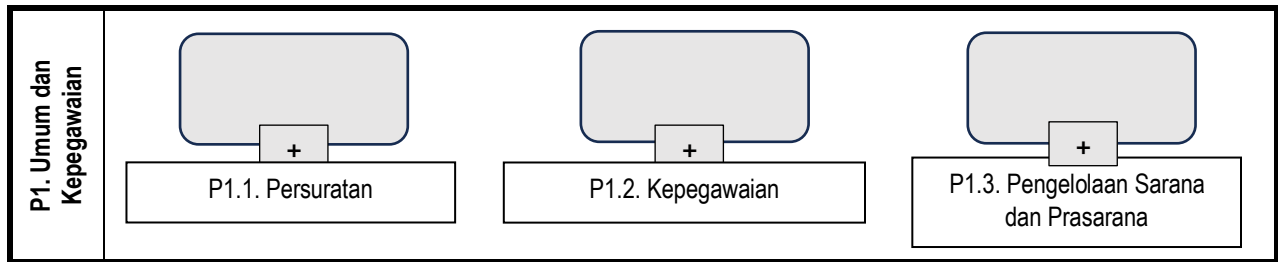 P1. Umum dan
Kepegawaian
+
P1.1. Persuratan
+
P1.2. Kepegawaian
+
P1.3. Pengelolaan Sarana
dan Prasarana